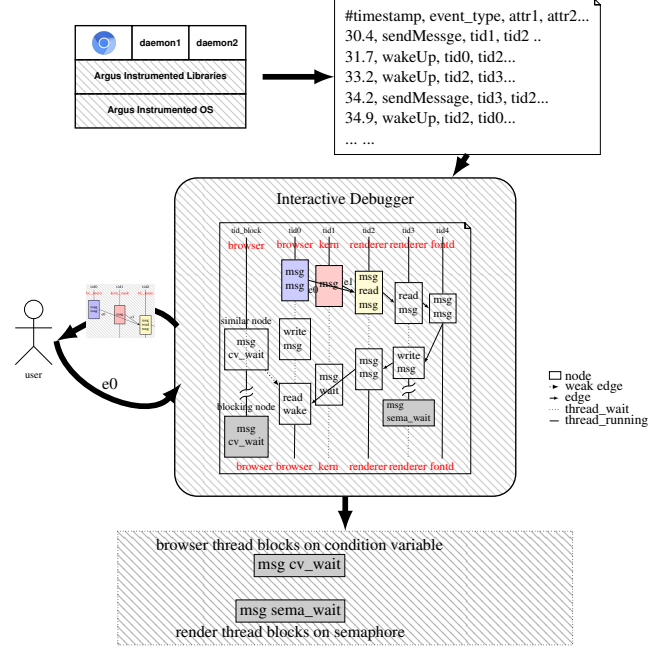 daemon1 daemon2
Argus Instrumented Libraries
Argus Instrumented OS
#timestamp, event_type, attr1, attr2...
30.4, sendMessge, tid1, tid2 ..
31.7, wakeUp, tid0, tid2...
33.2, wakeUp, tid2, tid3...
34.2, sendMessage, tid3, tid2...
34.9, wakeUp, tid2, tid0...
... ...
Interactive Debugger
tid_block tid0 tid1 tid2 tid3 tid4
browser browser kern renderer renderer fontd
msg
msg
msg
msg
read
msg
read
msg
msg
msg
e0
e1
similar node
msg
cv_wait
write
msg
msg
wait
msg
msg
write
msg
read
wake
msg
sema_wait
blocking node
msg
cv_wait
browser browser kern renderer renderer fontd
tid0 tid1 tid2
user
e0
node
weak edge
edge
thread_wait
thread_running
browser thread blocks on condition variable
msg cv_wait
msg sema_wait
render thread blocks on semaphore